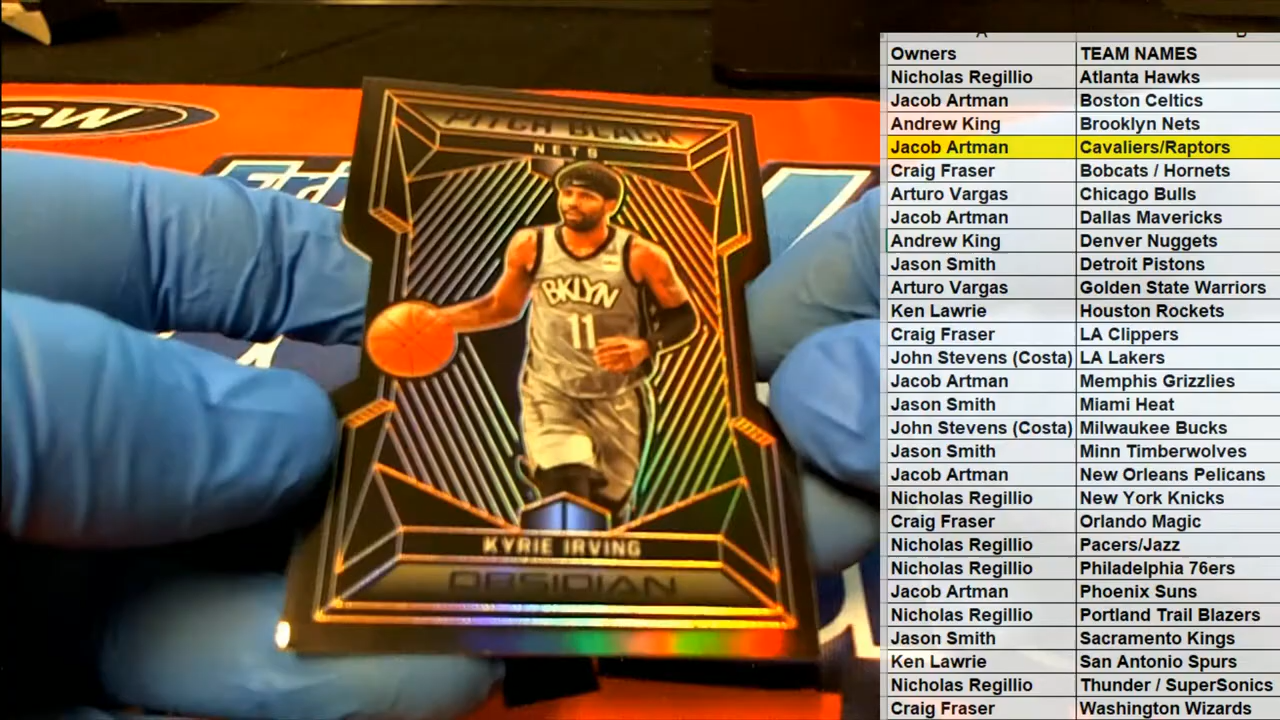 CW
PITCH BLACK
NETS
BKLYN
11
KYRIE IRVING
OBSIDIAN
A B
Owners TEAM NAMES
Nicholas Regillio Atlanta Hawks
Jacob Artman Boston Celtics
Andrew King Brooklyn Nets
Jacob Artman Cavaliers/Raptors
Craig Fraser Bobcats / Hornets
Arturo Vargas Chicago Bulls
Jacob Artman Dallas Mavericks
Andrew King Denver Nuggets
Jason Smith Detroit Pistons
Arturo Vargas Golden State Warriors
Ken Lawrie Houston Rockets
Craig Fraser LA Clippers
John Stevens (Costa) LA Lakers
Jacob Artman Memphis Grizzlies
Jason Smith Miami Heat
John Stevens (Costa) Milwaukee Bucks
Jason Smith Minn Timberwolves
Jacob Artman New Orleans Pelicans
Nicholas Regillio New York Knicks
Craig Fraser Orlando Magic
Nicholas Regillio Pacers/Jazz
Nicholas Regillio Philadelphia 76ers
Jacob Artman Phoenix Suns
Nicholas Regillio Portland Trail Blazers
Jason Smith Sacramento Kings
Ken Lawrie San Antonio Spurs
Nicholas Regillio Thunder / SuperSonics
Craig Fraser Washington Wizards